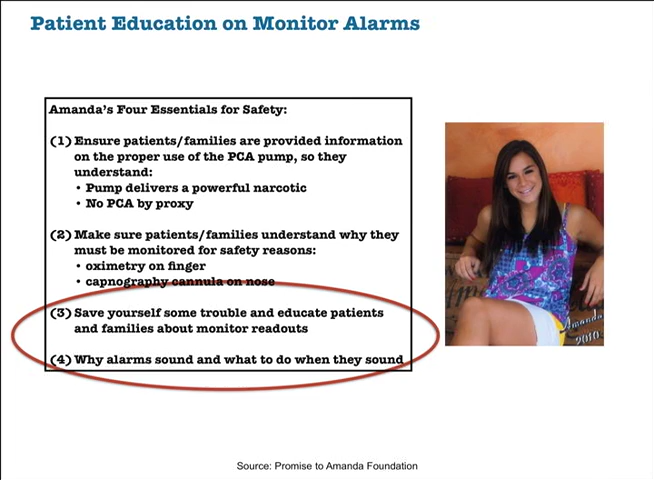 Patient Education on Monitor Alarms
Amanda's Four Essentials for Safety:
(1) Ensure patients/families are provided information
on the proper use of the PCA pump, so they
understand:
• Pump delivers a powerful narcotic
• No PCA by proxy
(2) Make sure patients/families understand why they
must be monitored for safety reasons:
• oximetry on finger
• capnography cannula on nose
(3) Save yourself some trouble and educate patients
and families about monitor readouts
(4) Why alarms sound and what to do when they sound
Amanda
2010
Source: Promise to Amanda Foundation